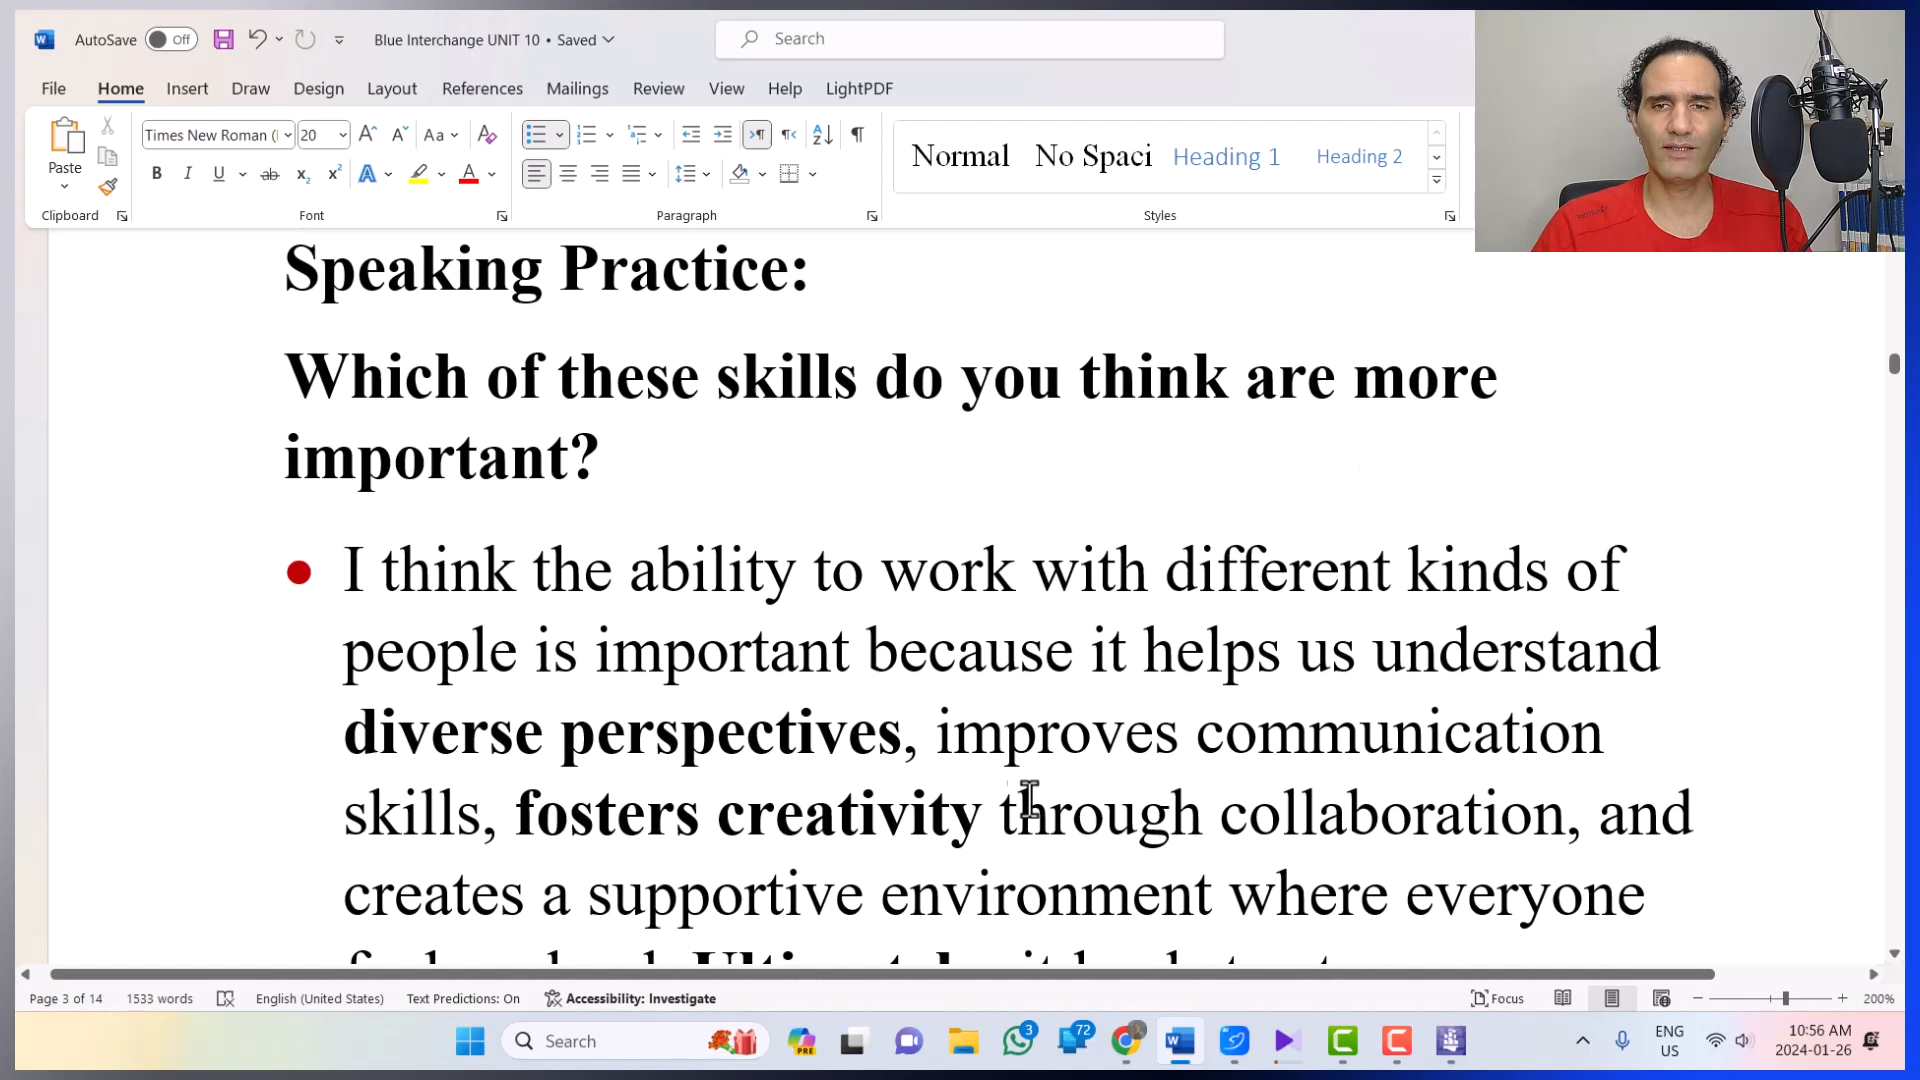 AutoSave Off Blue Interchange UNIT 10 • Saved Search
File Home Insert Draw Design Layout References Mailings Review View Help LightPDF
Paste Times New Roman ( 20 Aa Normal No Spaci Heading 1 Heading 2
Clipboard Font Paragraph Styles
Speaking Practice:
Which of these skills do you think are more
important?
I think the ability to work with different kinds of
people is important because it helps us understand
diverse perspectives, improves communication
skills, fosters creativity through collaboration, and
creates a supportive environment where everyone
Page 3 of 14 1533 words English (United States) Text Predictions: On Accessibility: Investigate Focus 200%
Search PRE 3 72 ENG US 10:56 AM
2024-01-26